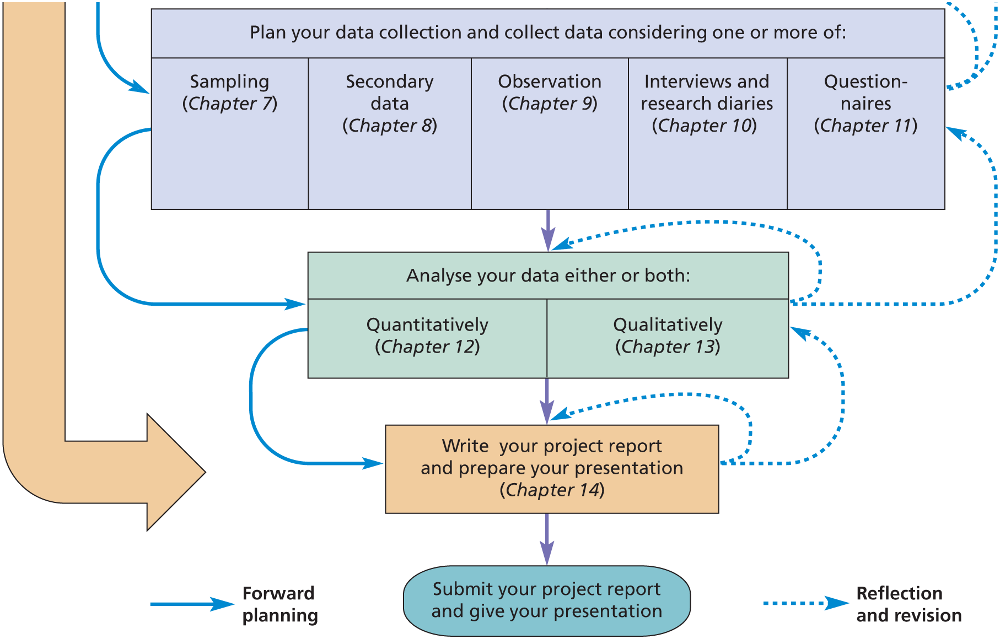 Plan your data collection and collect data considering one or more of:
Sampling
(Chapter 7)
Secondary
data
(Chapter 8)
Observation
(Chapter 9)
Interviews and
research diaries
(Chapter 10)
Question-
naires
(Chapter 11)
Analyse your data either or both:
Quantitatively
(Chapter 12)
Qualitatively
(Chapter 13)
Write your project report
and prepare your presentation
(Chapter 14)
Submit your project report
and give your presentation
Forward
planning
Reflection
and revision